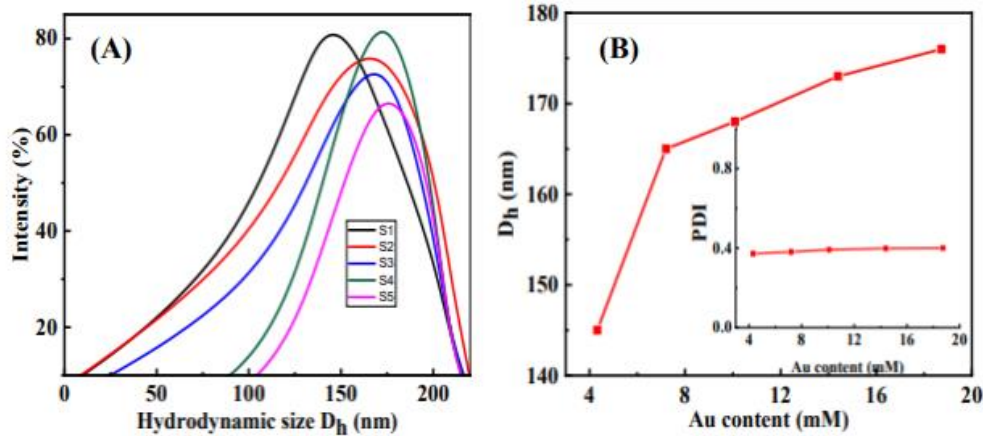 (A)
80
60
40
20
Intensity (%)
S1
S2
S3
S4
S5
0
50
100
150
200
Hydrodynamic size Dh (nm)
(B)
180
170
160
150
140
Dh (nm)
4
8
12
16
20
Au content (mM)
0.8
0.4
0.0
PDI
4
8
12
16
20
Au content (mM)